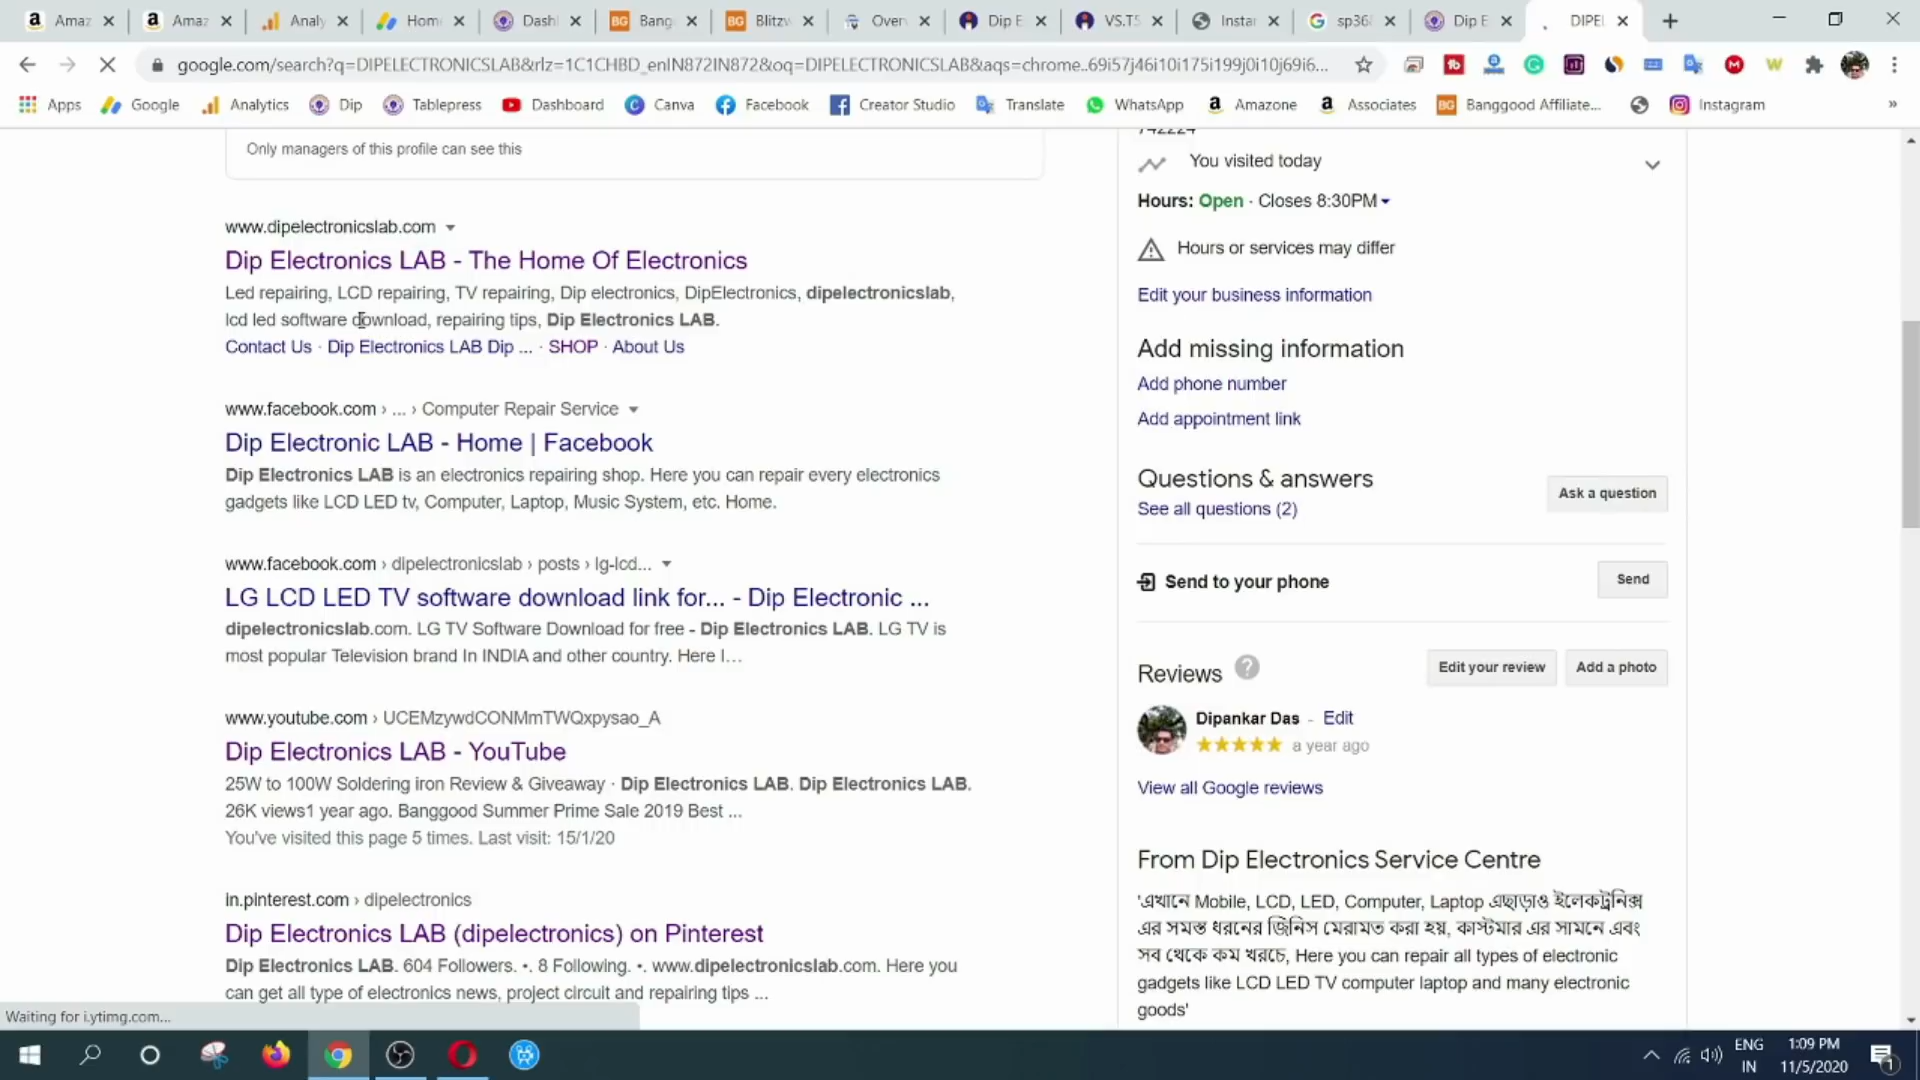 Amaz
Amaz
Analy
Hom
Dash
Bang
Blitzw
Over
Dip E
VS.T5
Instar
sp36
Dip E
DIPEL
google.com/search?q=DIPELECTRONICSLAB&rlz=1C1CHBD_enIN872IN872&oq=DIPELECTRONICSLAB&aqs=chrome..69i57j46i10i175i199j0i10j69i6...
Apps
Google
Analytics
Dip
Tablepress
Dashboard
Canva
Facebook
Creator Studio
Translate
WhatsApp
Amazone
Associates
Banggood Affiliate...
Instagram
Only managers of this profile can see this
www.dipelectronicslab.com
Dip Electronics LAB - The Home Of Electronics
Led repairing, LCD repairing, TV repairing, Dip electronics, DipElectronics, dipelectronicslab,
lcd led software download, repairing tips, Dip Electronics LAB.
Contact Us · Dip Electronics LAB Dip ... · SHOP · About Us
www.facebook.com › ... › Computer Repair Service
Dip Electronic LAB - Home | Facebook
Dip Electronics LAB is an electronics repairing shop. Here you can repair every electronics
gadgets like LCD LED tv, Computer, Laptop, Music System, etc. Home.
www.facebook.com › dipelectronicslab › posts › lg-lcd...
LG LCD LED TV software download link for... - Dip Electronic ...
dipelectronicslab.com. LG TV Software Download for free - Dip Electronics LAB. LG TV is
most popular Television brand In INDIA and other country. Here I...
www.youtube.com › UCEMzywdCONMmTWQxpysao_A
Dip Electronics LAB - YouTube
25W to 100W Soldering iron Review & Giveaway · Dip Electronics LAB. Dip Electronics LAB.
26K views1 year ago. Banggood Summer Prime Sale 2019 Best ...
You've visited this page 5 times. Last visit: 15/1/20
in.pinterest.com › dipelectronics
Dip Electronics LAB (dipelectronics) on Pinterest
Dip Electronics LAB. 604 Followers. •. 8 Following. •. www.dipelectronicslab.com. Here you
can get all type of electronics news, project circuit and repairing tips ...
742224
You visited today
Hours: Open · Closes 8:30PM
Hours or services may differ
Edit your business information
Add missing information
Add phone number
Add appointment link
Questions & answers
See all questions (2)
Ask a question
Send to your phone
Send
Reviews
Edit your review
Add a photo
Dipankar Das - Edit
a year ago
View all Google reviews
From Dip Electronics Service Centre
'এখানে Mobile, LCD, LED, Computer, Laptop এছাড়াও ইলেকট্রনিক্স
এর সমস্ত ধরনের জিনিস মেরামত করা হয়, কাস্টমার এর সামনে এবং
সব থেকে কম খরচে, Here you can repair all types of electronic
gadgets like LCD LED TV computer laptop and many electronic
goods'
Waiting for i.ytimg.com...
ENG
IN
1:09 PM
11/5/2020
1